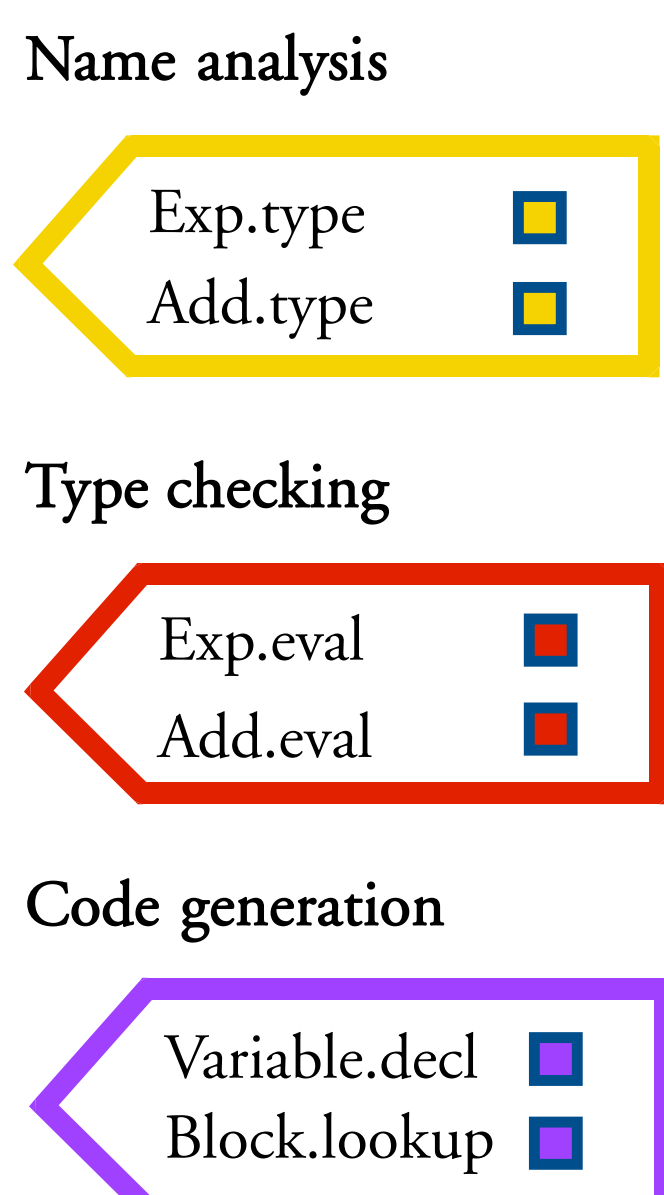 Name analysis
Exp.type
Add.type
Type checking
Exp.eval
Add.eval
Code generation
Variable.decl
Block.lookup